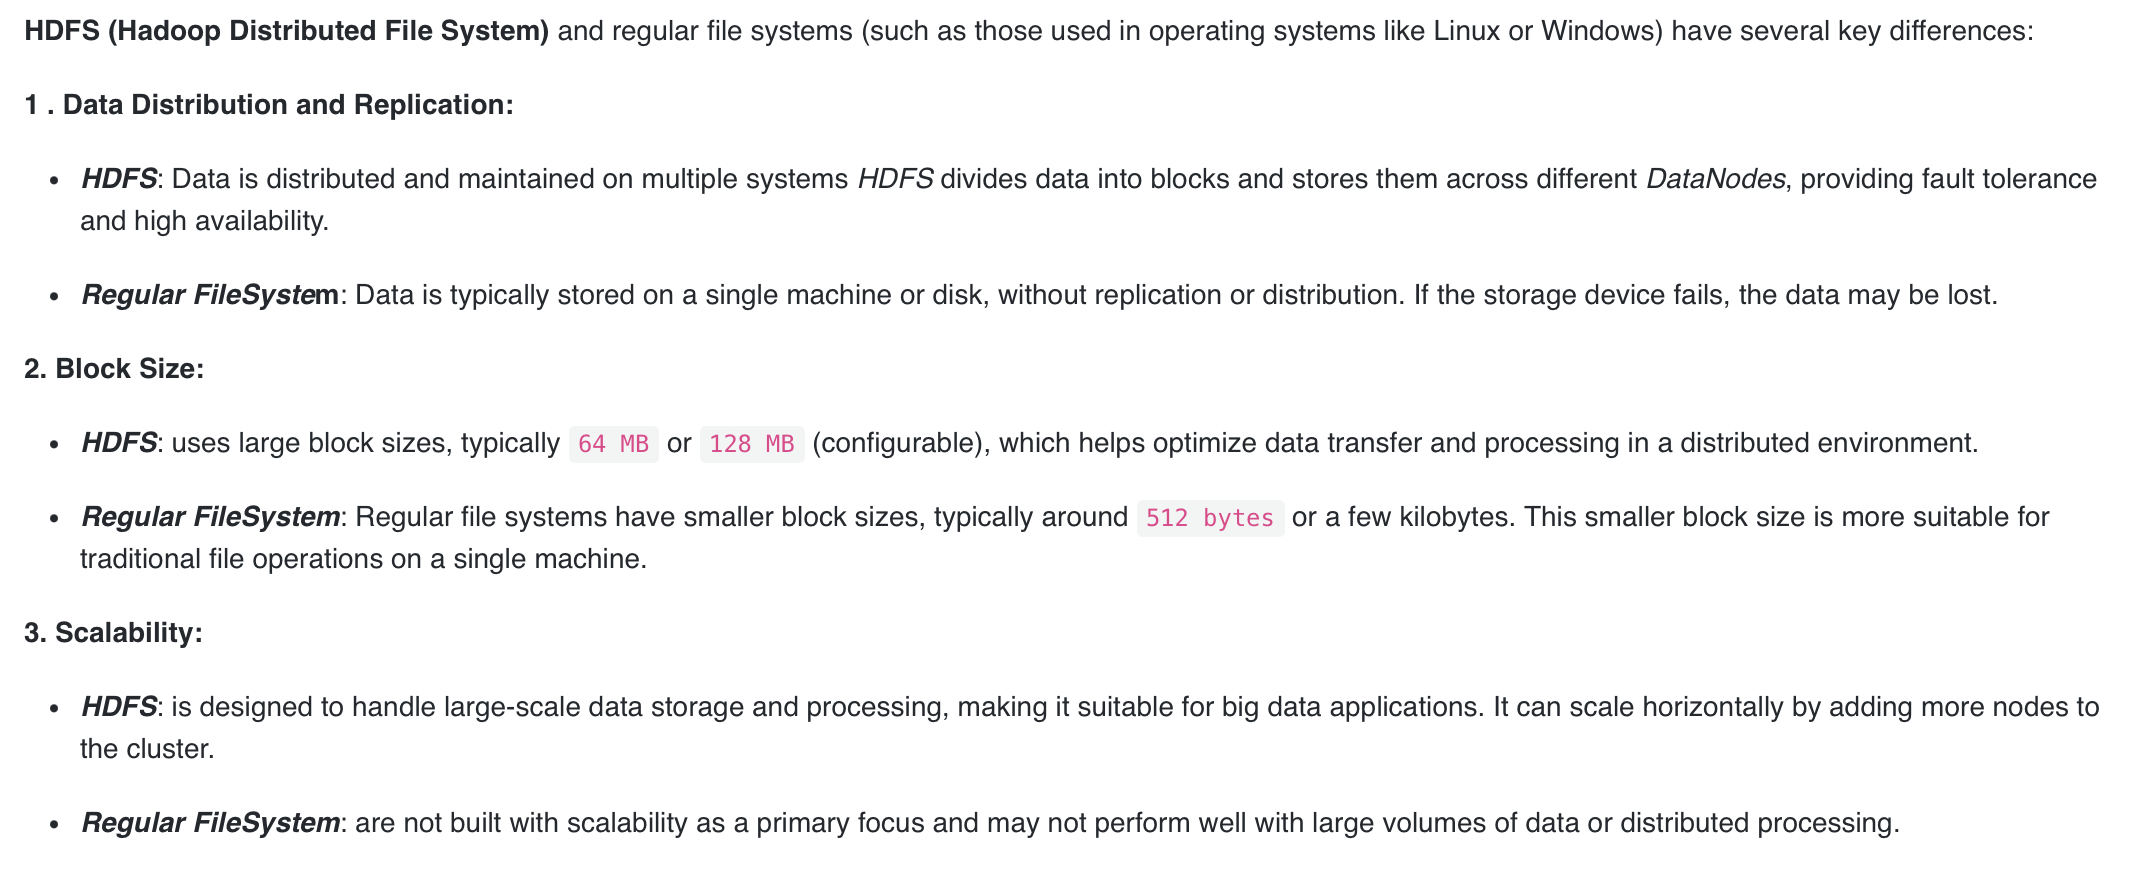 HDFS (Hadoop Distributed File System) and regular file systems (such as those used in operating systems like Linux or Windows) have several key differences:
1 . Data Distribution and Replication:
• HDFS: Data is distributed and maintained on multiple systems HDFS divides data into blocks and stores them across different DataNodes, providing fault tolerance
and high availability.
• Regular FileSystem: Data is typically stored on a single machine or disk, without replication or distribution. If the storage device fails, the data may be lost.
2. Block Size:
• HDFS: uses large block sizes, typically 64 MB or 128 MB (configurable), which helps optimize data transfer and processing in a distributed environment.
• Regular FileSystem: Regular file systems have smaller block sizes, typically around 512 bytes or a few kilobytes. This smaller block size is more suitable for
traditional file operations on a single machine.
3. Scalability:
• HDFS: is designed to handle large-scale data storage and processing, making it suitable for big data applications. It can scale horizontally by adding more nodes to
the cluster.
• Regular FileSystem: are not built with scalability as a primary focus and may not perform well with large volumes of data or distributed processing.